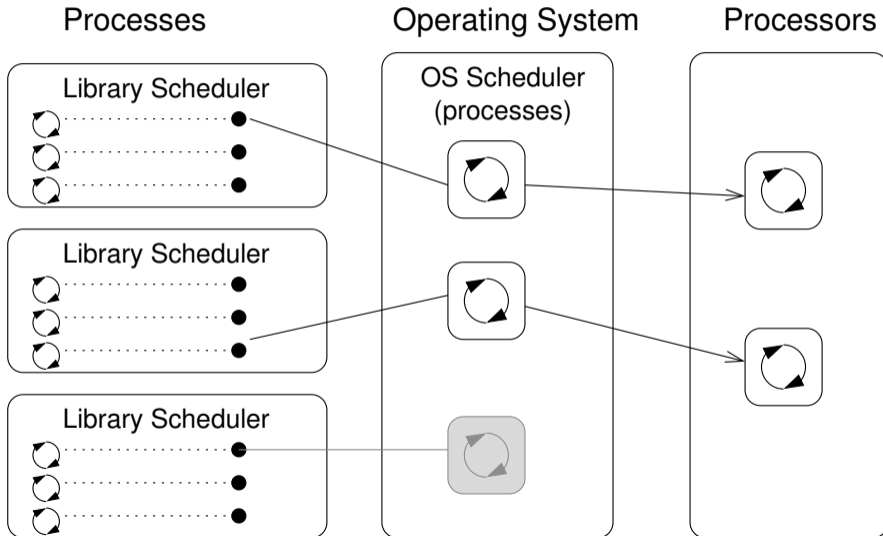 Processes
Operating System
Processors
Library Scheduler
OS Scheduler
(processes)
Library Scheduler
Library Scheduler